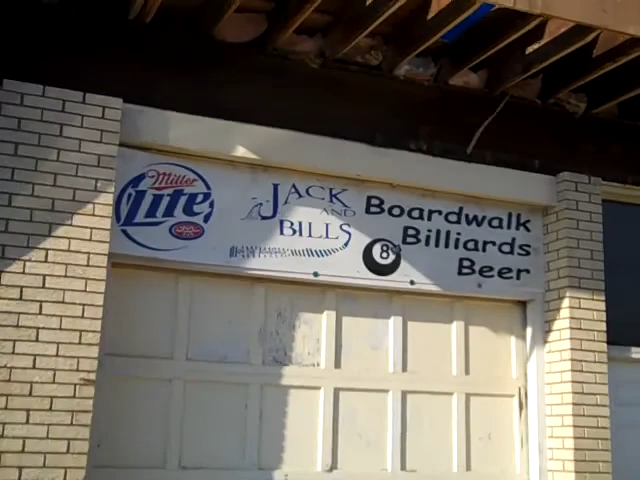 Miller
Lite
JACK
AND
BILLS
Boardwalk
Billiards
Beer
8